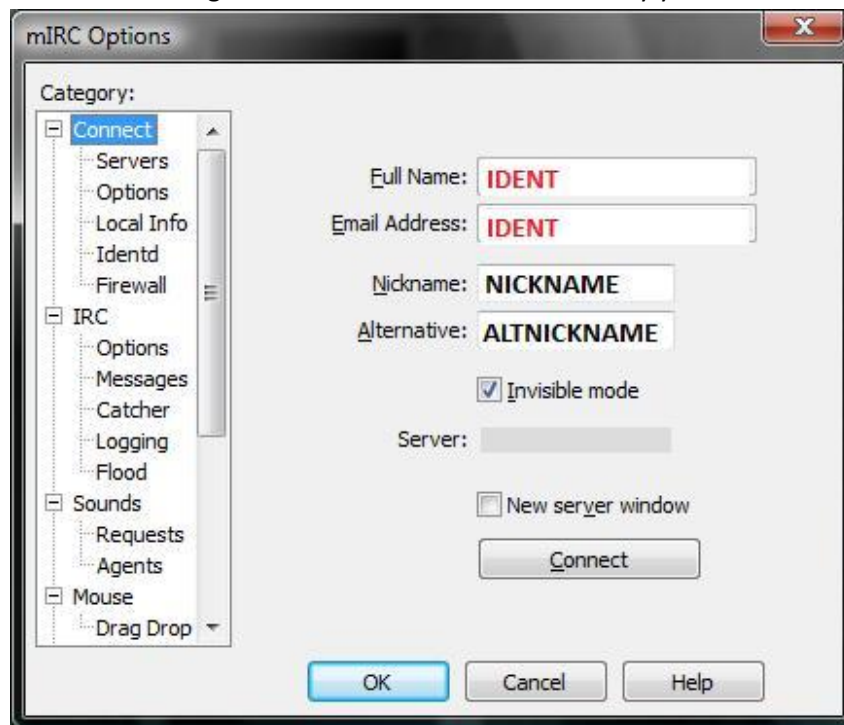 mIRC Options
X
Category:
Connect
Servers
Options
Local Info
Identd
Firewall
IRC
Options
Messages
Catcher
Logging
Flood
Sounds
Requests
Agents
Mouse
Drag Drop
Full Name: IDENT
Email Address: IDENT
Nickname: NICKNAME
Alternative: ALTNICKNAME
Invisible mode
Server:
New server window
Connect
OK Cancel Help